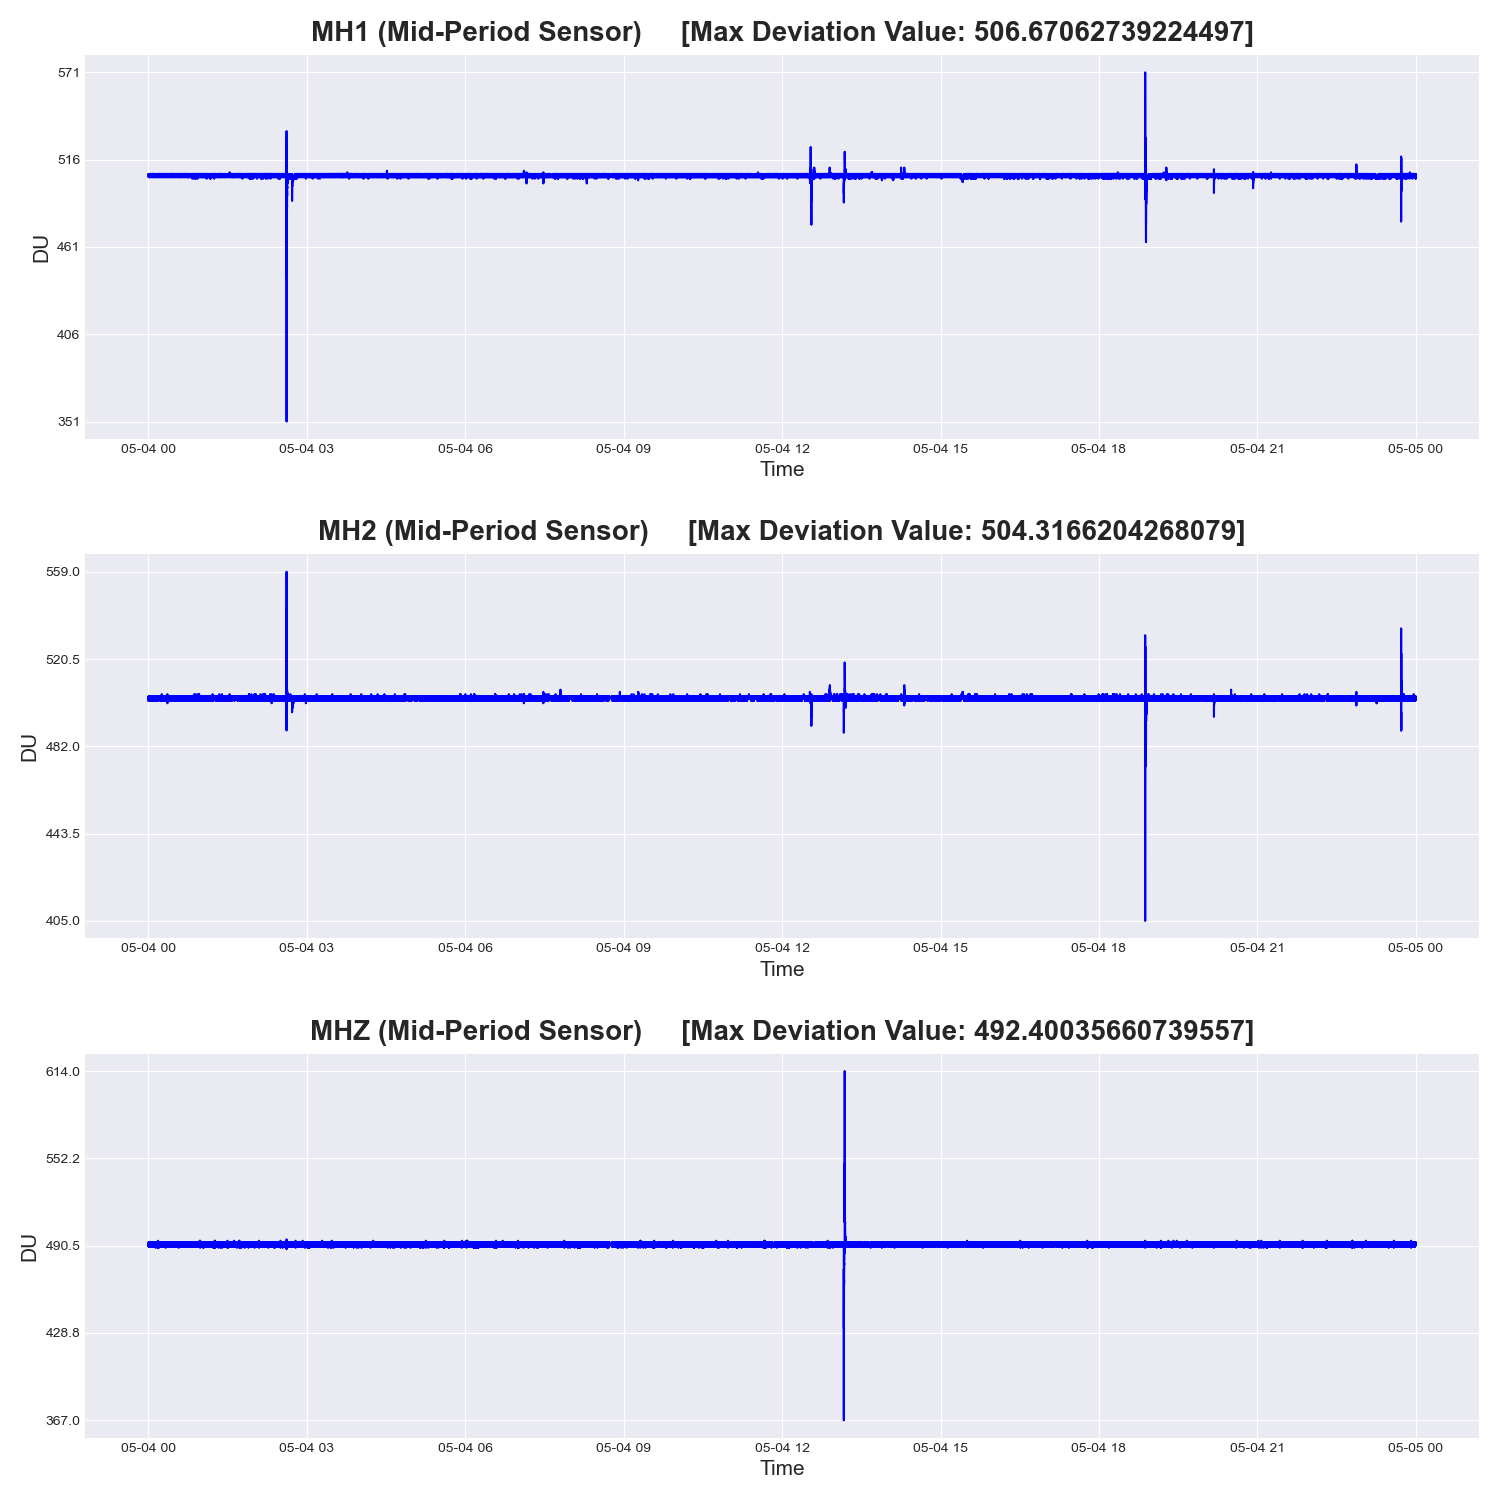 MH1 (Mid-Period Sensor) [Max Deviation Value: 506.67062739224497]
571
516
461
406
351
DU
05-04 00 05-04 03 05-04 06 05-04 09 05-04 12 05-04 15 05-04 18 05-04 21 05-05 00
Time
MH2 (Mid-Period Sensor) [Max Deviation Value: 504.3166204268079]
559.0
520.5
482.0
443.5
405.0
DU
05-04 00 05-04 03 05-04 06 05-04 09 05-04 12 05-04 15 05-04 18 05-04 21 05-05 00
Time
MHZ (Mid-Period Sensor) [Max Deviation Value: 492.40035660739557]
614.0
552.2
490.5
428.8
367.0
DU
05-04 00 05-04 03 05-04 06 05-04 09 05-04 12 05-04 15 05-04 18 05-04 21 05-05 00
Time